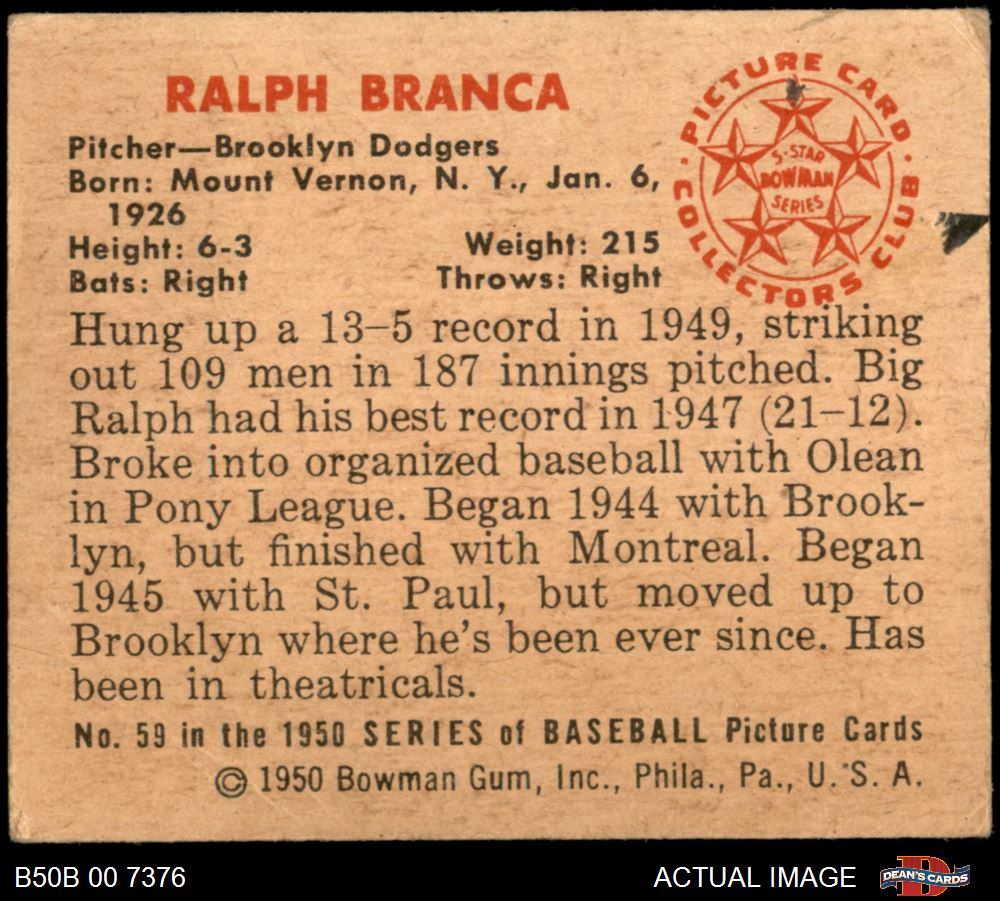 RALPH BRANCA
Pitcher—Brooklyn Dodgers
Born: Mount Vernon, N. Y., Jan. 6,
1926
Height: 6-3 Weight: 215
Bats: Right Throws: Right
PICTURE CARD
COLLECTORS CLUB
5-STAR
BOWMAN
SERIES
Hung up a 13–5 record in 1949, striking
out 109 men in 187 innings pitched. Big
Ralph had his best record in 1947 (21–12).
Broke into organized baseball with Olean
in Pony League. Began 1944 with Brook-
lyn, but finished with Montreal. Began
1945 with St. Paul, but moved up to
Brooklyn where he's been ever since. Has
been in theatricals.
No. 59 in the 1950 SERIES of BASEBALL Picture Cards
© 1950 Bowman Gum, Inc., Phila., Pa., U. S. A.
B50B 00 7376 ACTUAL IMAGE
DEAN'S CARDS